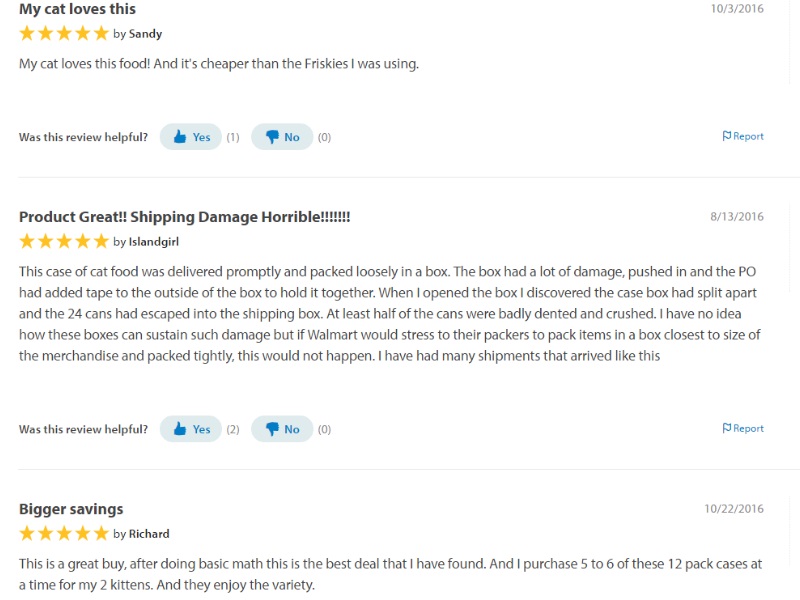 My cat loves this
10/3/2016
by Sandy
My cat loves this food! And it's cheaper than the Friskies I was using.
Was this review helpful? Yes (1) No (0) Report
Product Great!! Shipping Damage Horrible!!!!!!!
8/13/2016
by Islandgirl
This case of cat food was delivered promptly and packed loosely in a box. The box had a lot of damage, pushed in and the PO
had added tape to the outside of the box to hold it together. When I opened the box I discovered the case box had split apart
and the 24 cans had escaped into the shipping box. At least half of the cans were badly dented and crushed. I have no idea
how these boxes can sustain such damage but if Walmart would stress to their packers to pack items in a box closest to size of
the merchandise and packed tightly, this would not happen. I have had many shipments that arrived like this
Was this review helpful? Yes (2) No (0) Report
Bigger savings
10/22/2016
by Richard
This is a great buy, after doing basic math this is the best deal that I have found. And I purchase 5 to 6 of these 12 pack cases at
a time for my 2 kittens. And they enjoy the variety.